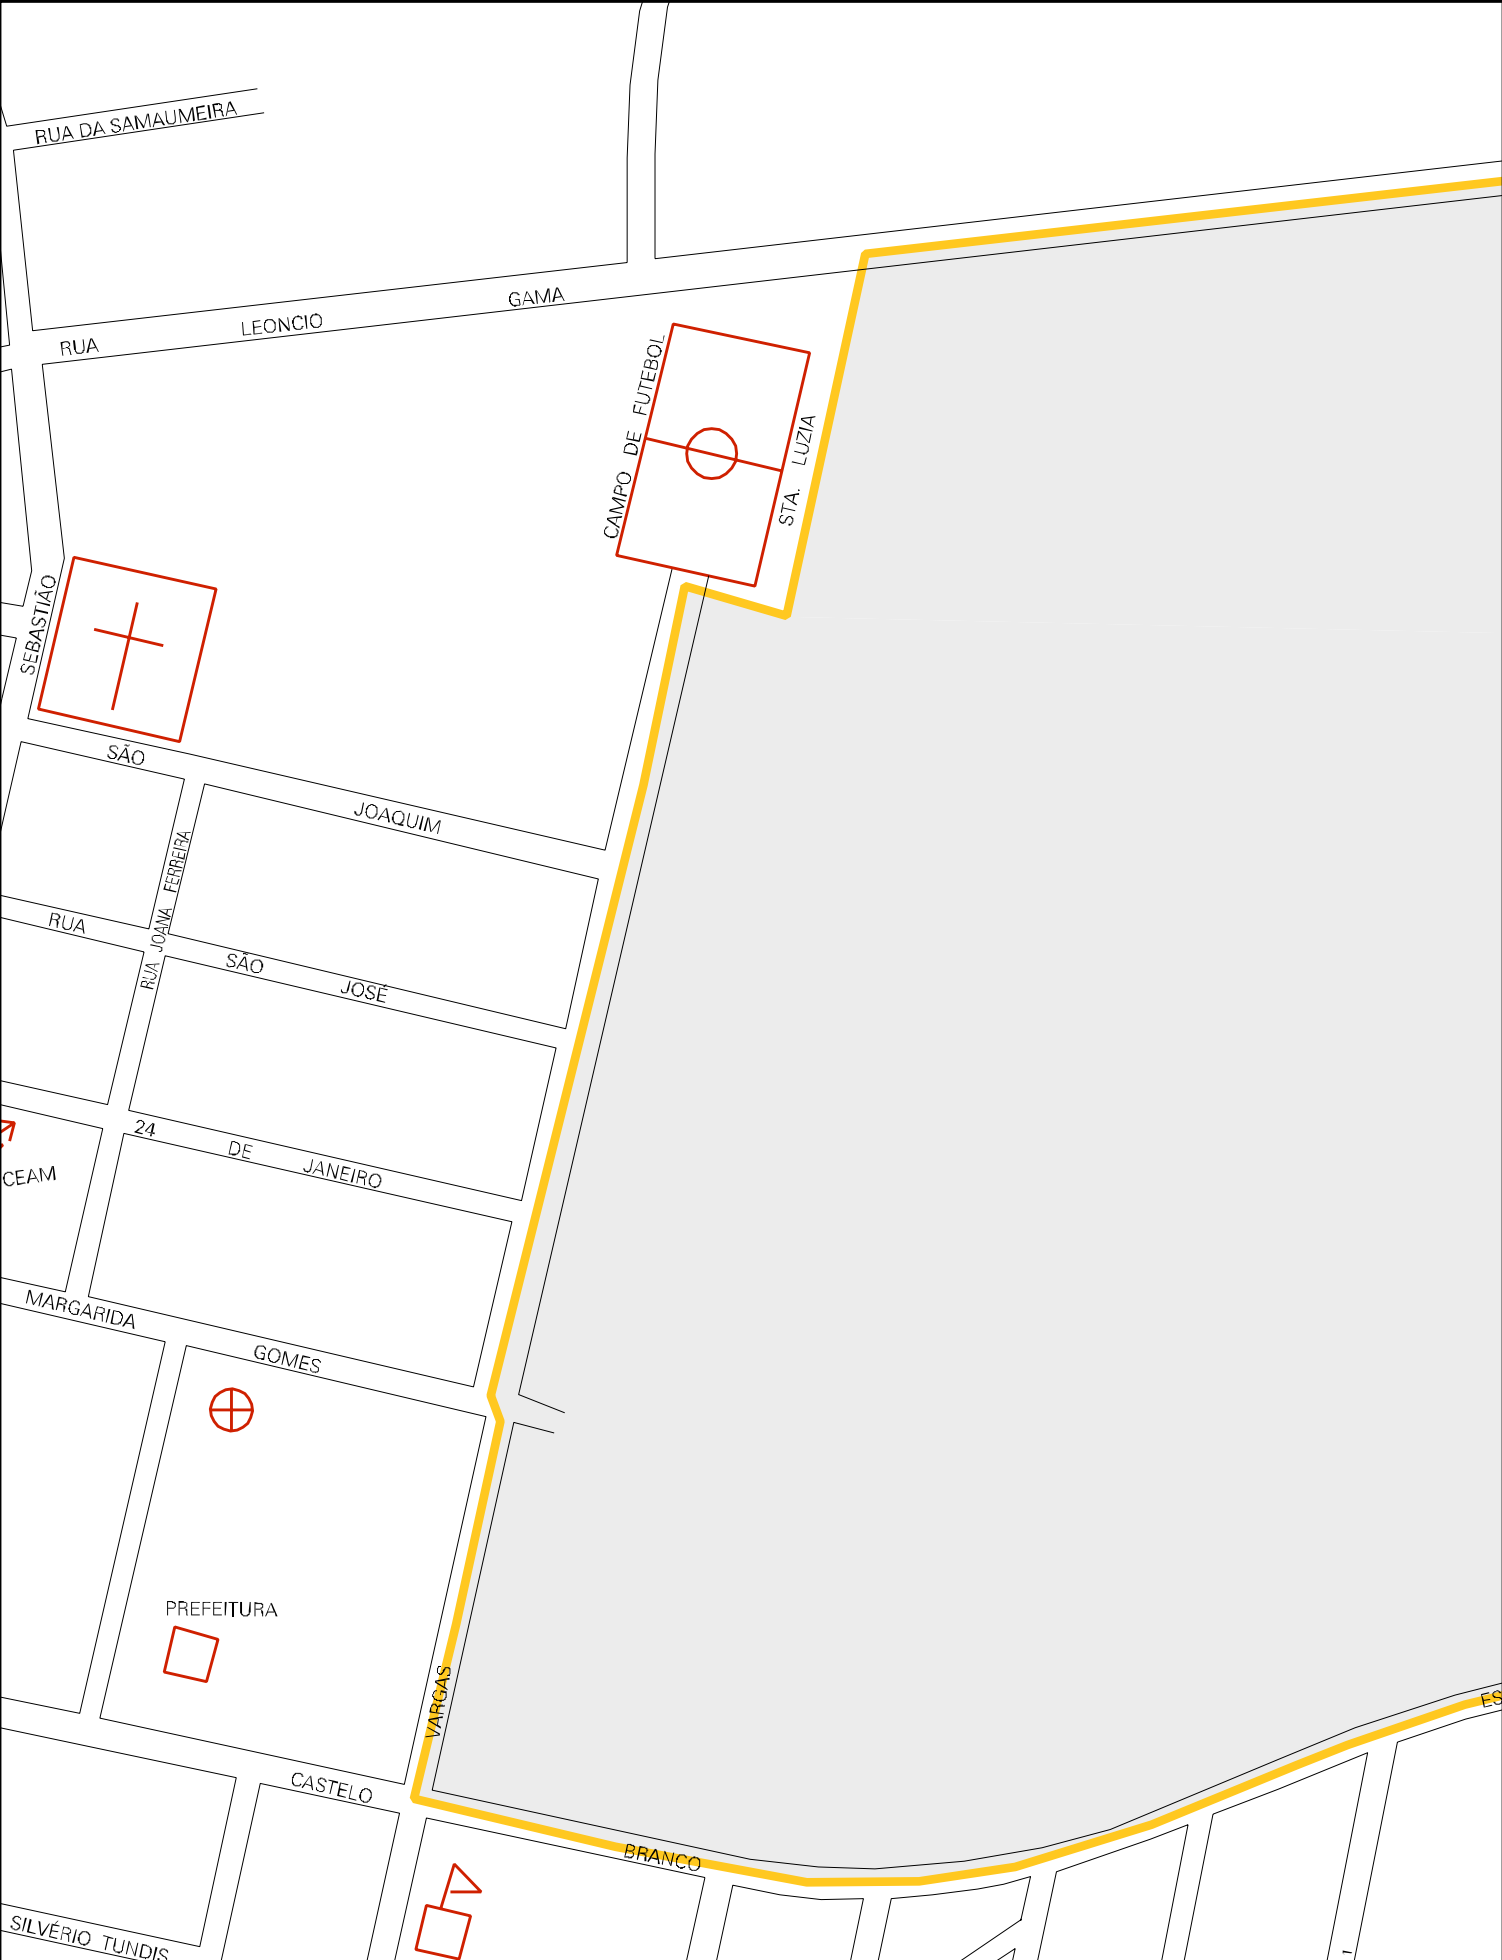 RUA DA SAMAUMEIRA
RUA LEONCIO GAMA
CAMPO DE FUTEBOL
STA. LUZIA
SEBASTIÃO
SÃO JOAQUIM
RUA JOANA FERREIRA
RUA SÃO JOSÉ
24 DE JANEIRO
CEAM
MARGARIDA GOMES
PREFEITURA
VARGAS
CASTELO BRANCO
ES
SILVÉRIO TUNDIS